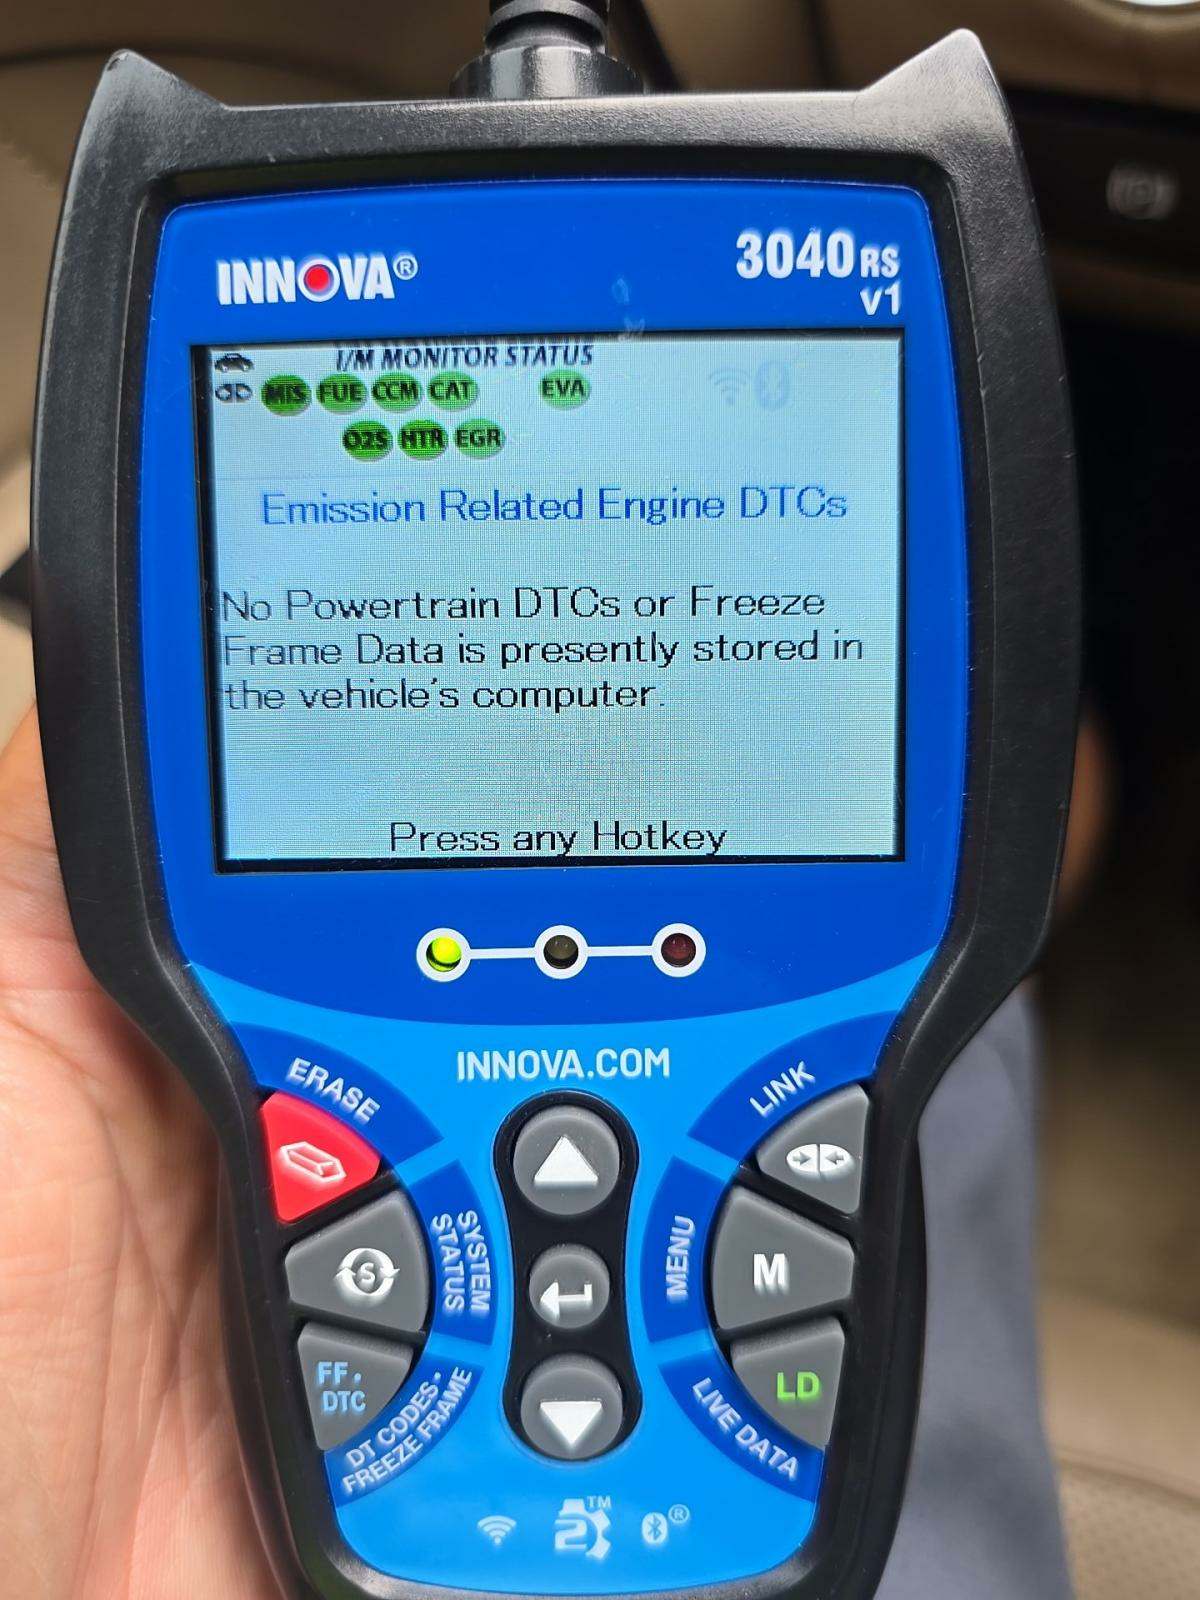 INNOVA®
3040RS
v1
I/M MONITOR STATUS
MIS FUE CCM CAT EVA
O2S HTR EGR
Emission Related Engine DTCs
No Powertrain DTCs or Freeze
Frame Data is presently stored in
the vehicle's computer.
Press any Hotkey
INNOVA.COM
ERASE
LINK
SYSTEM
STATUS
S
MENU
M
FF.
DTC
DT CODES•
FREEZE FRAME
LD
LIVE DATA
2 TM
®